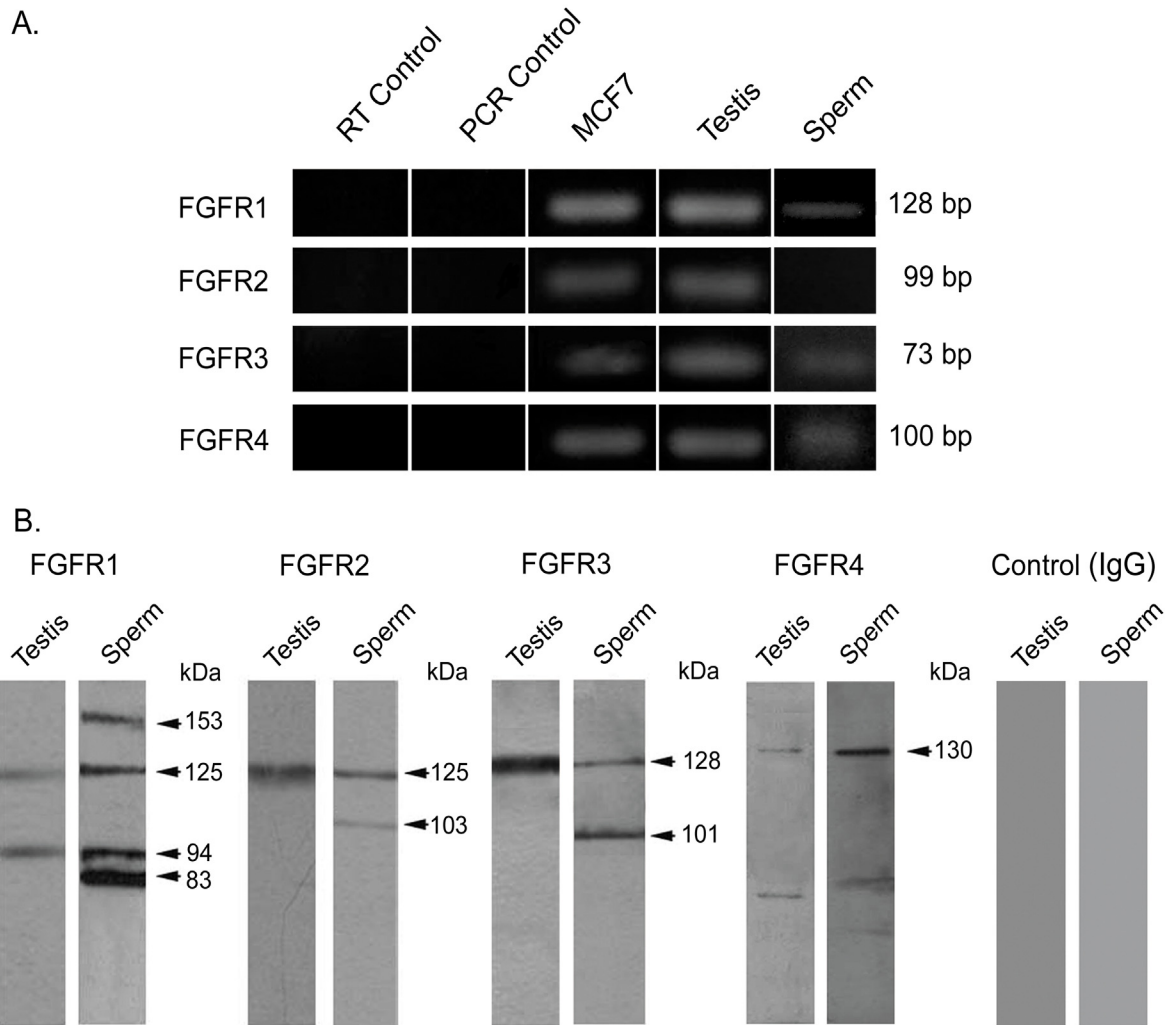 A.
RT Control
PCR Control
MCF7
Testis
Sperm
FGFR1
128 bp
FGFR2
99 bp
FGFR3
73 bp
FGFR4
100 bp
B.
FGFR1
FGFR2
FGFR3
FGFR4
Control (IgG)
Testis
Sperm
kDa
153
125
94
83
Testis
Sperm
kDa
125
103
Testis
Sperm
kDa
128
101
Testis
Sperm
kDa
130
Testis
Sperm